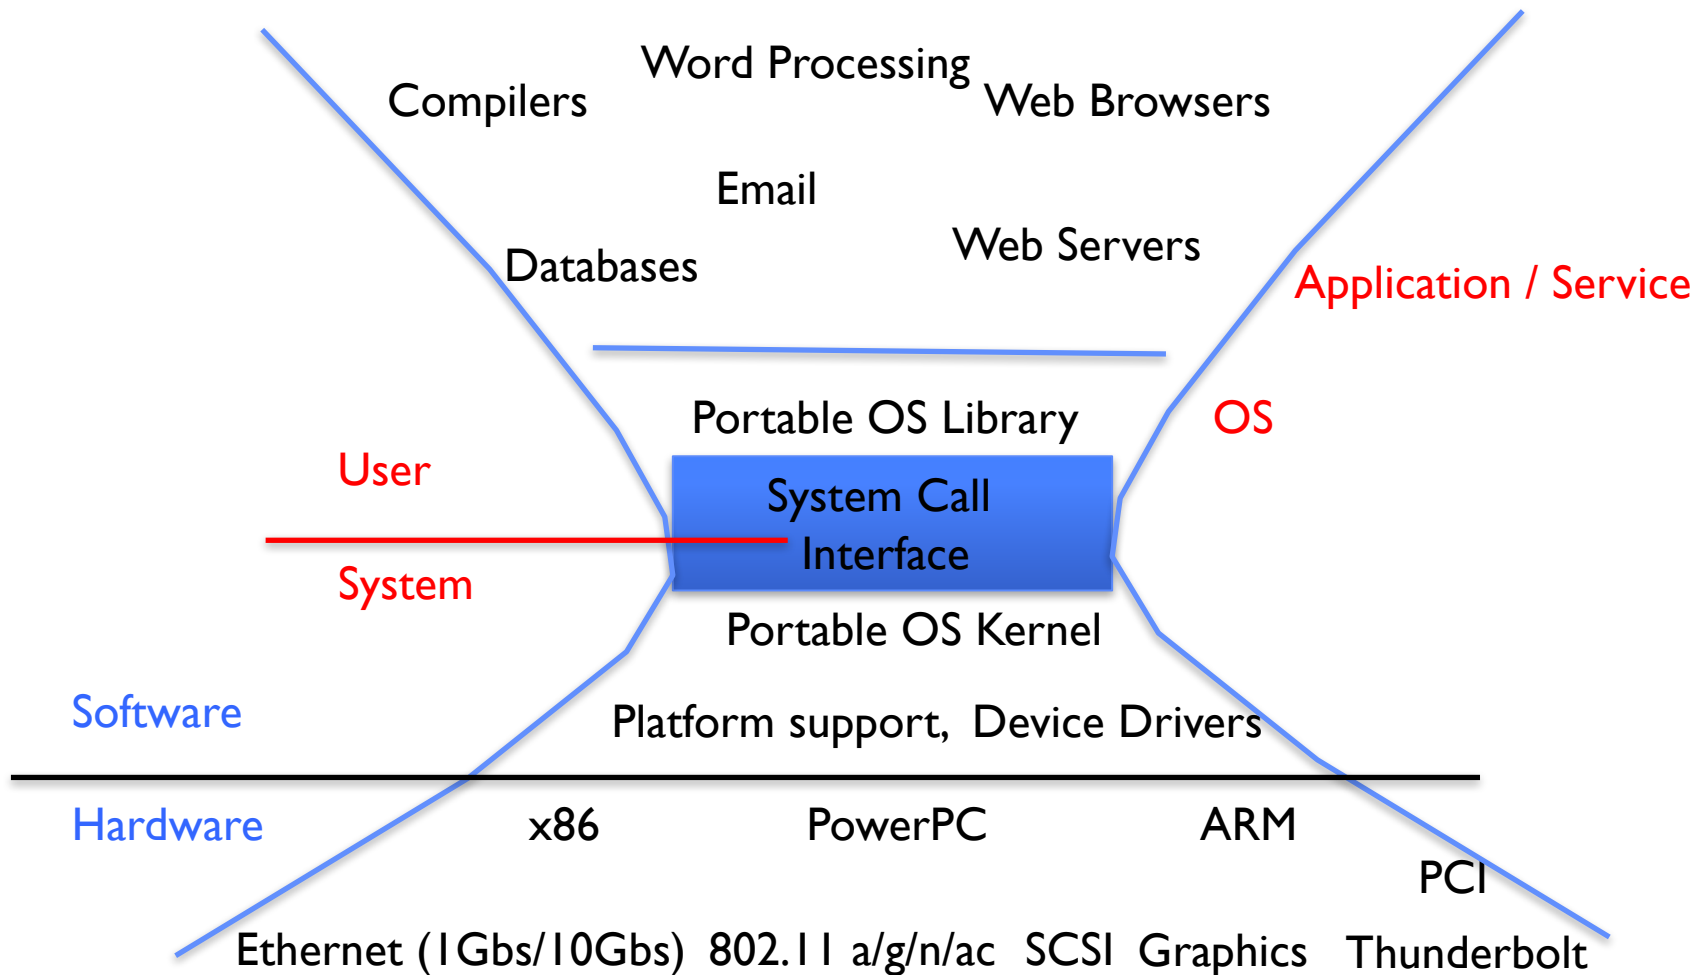 Word Processing
Compilers
Web Browsers
Email
Web Servers
Databases
Application / Service
Portable OS Library
OS
User
System Call
Interface
System
Portable OS Kernel
Software
Platform support, Device Drivers
Hardware
x86
PowerPC
ARM
PCI
Ethernet (1Gbs/10Gbs)
802.11 a/g/n/ac
SCSI
Graphics
Thunderbolt